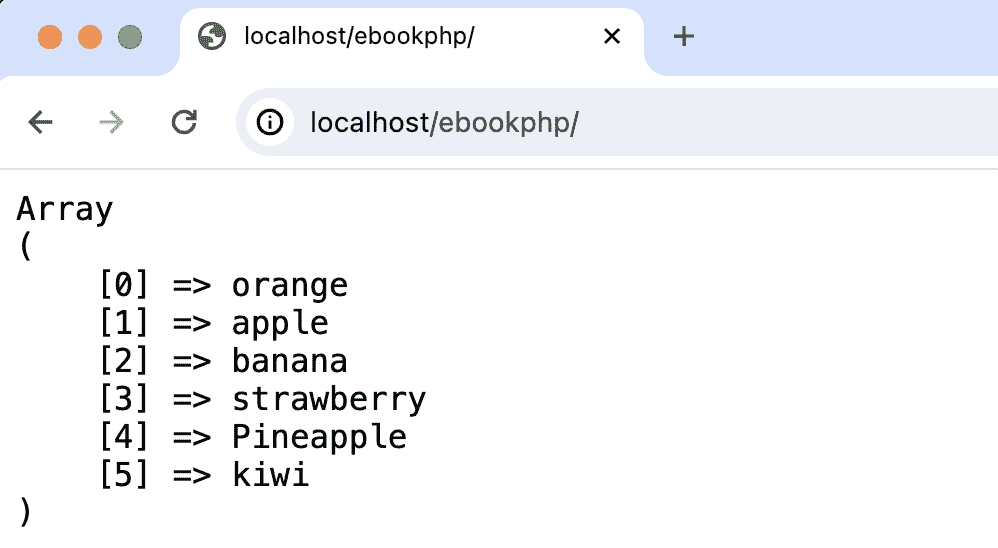 localhost/ebookphp/
localhost/ebookphp/
Array
(
    [0] => orange
    [1] => apple
    [2] => banana
    [3] => strawberry
    [4] => Pineapple
    [5] => kiwi
)